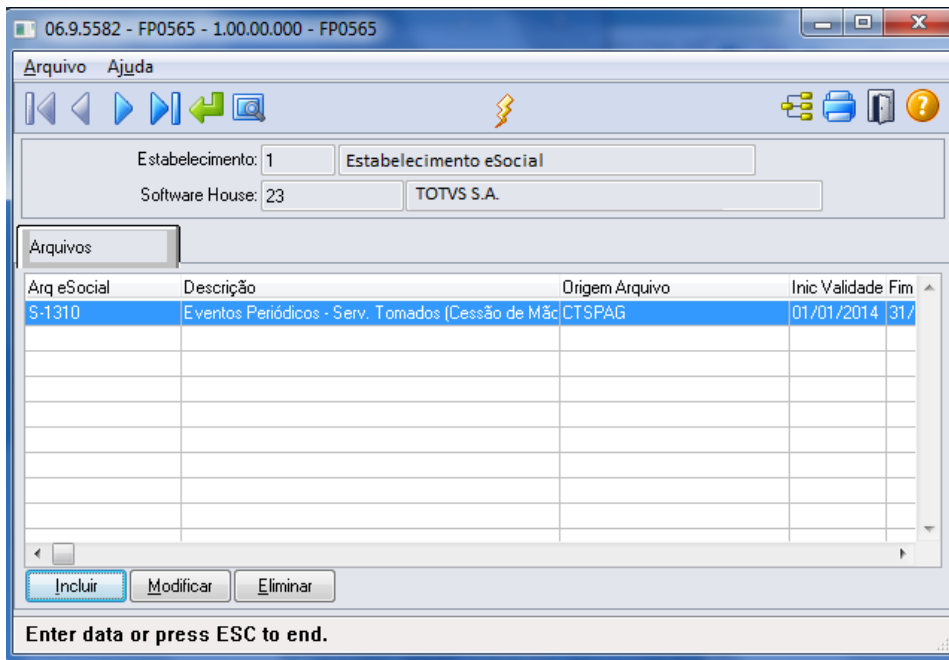 06.9.5582 - FP0565 - 1.00.00.000 - FP0565
Arquivo Ajuda
Estabelecimento: 1 Estabelecimento eSocial
Software House: 23 TOTVS S.A.
Arquivos
Arq eSocial Descrição Origem Arquivo Inic Validade Fim
S-1310 Eventos Periódicos - Serv. Tomados (Cessão de Mão CTSPAG 01/01/2014 31/
Incluir Modificar Eliminar
Enter data or press ESC to end.